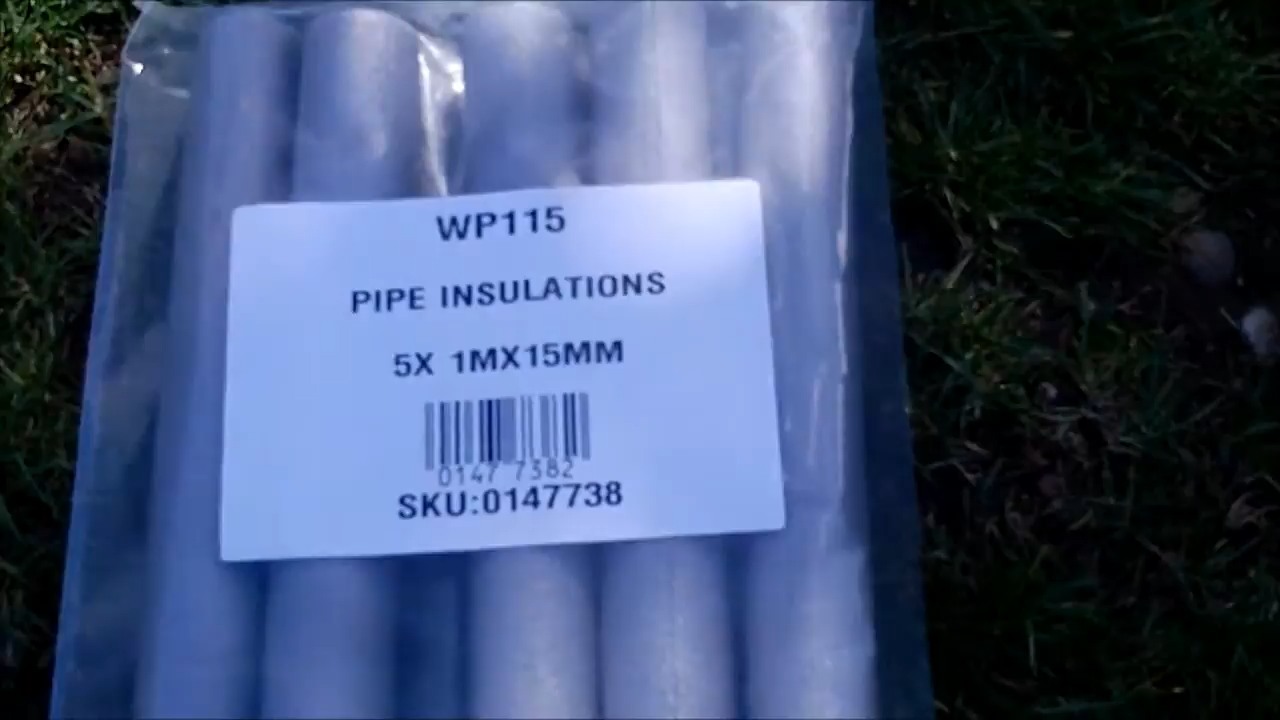 WP115
PIPE INSULATIONS
5X 1MX15MM
0147 7382
SKU:0147738